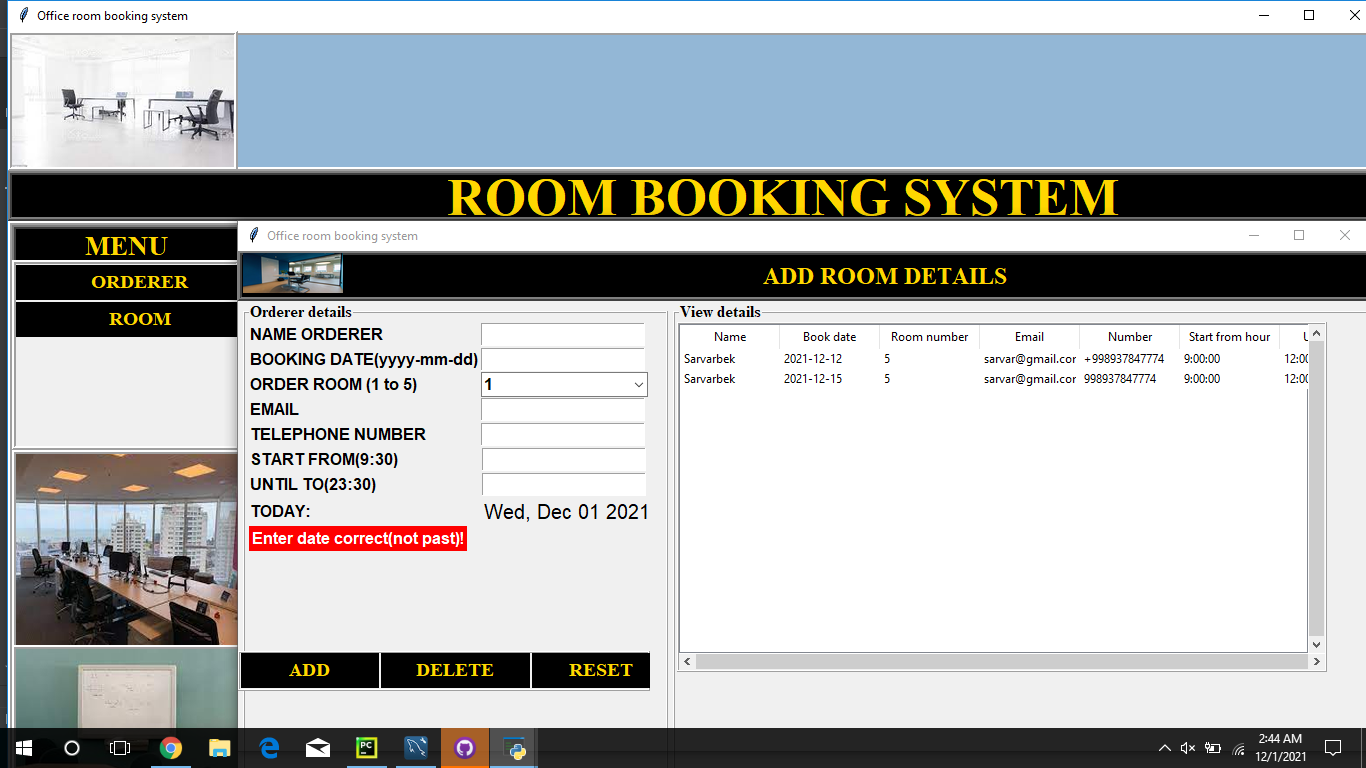 Office room booking system
ROOM BOOKING SYSTEM
MENU
ORDERER
ROOM
Office room booking system
ADD ROOM DETAILS
Orderer details
NAME ORDERER
BOOKING DATE(yyyy-mm-dd)
ORDER ROOM (1 to 5) 1
EMAIL
TELEPHONE NUMBER
START FROM(9:30)
UNTIL TO(23:30)
TODAY: Wed, Dec 01 2021
Enter date correct(not past)!
ADD DELETE RESET
View details
Name Book date Room number Email Number Start from hour
Sarvarbek 2021-12-12 5 sarvar@gmail.cor +998937847774 9:00:00 12:00
Sarvarbek 2021-12-15 5 sarvar@gmail.cor 998937847774 9:00:00 12:00
PC
2:44 AM
12/1/2021